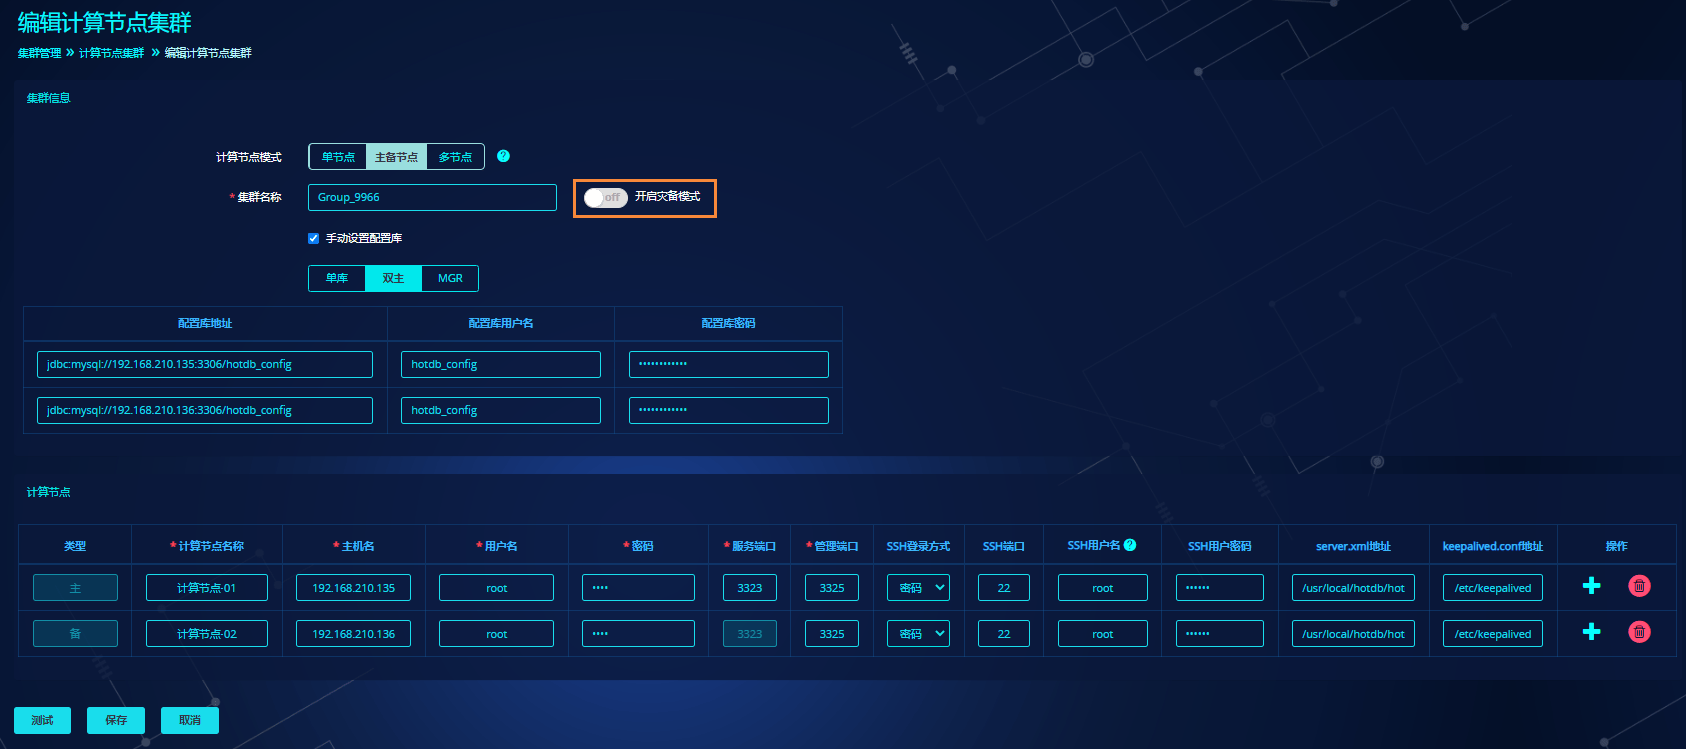 编辑计算节点集群
集群管理 » 计算节点集群 » 编辑计算节点集群
集群信息
计算节点模式 单节点 主备节点 多节点 ?
* 集群名称 Group_9966 off 开启灾备模式
手动设置配置库
单库 双主 MGR
配置库地址 配置库用户名 配置库密码
jdbc:mysql://192.168.210.135:3306/hotdb_config hotdb_config ••••••••••••
jdbc:mysql://192.168.210.136:3306/hotdb_config hotdb_config ••••••••••••
计算节点
类型 * 计算节点名称 * 主机名 * 用户名 * 密码 * 服务端口 * 管理端口 SSH登录方式 SSH端口 SSH用户名 ? SSH用户密码 server.xml地址 keepalived.conf地址 操作
主 计算节点-01 192.168.210.135 root •••• 3323 3325 密码 22 root •••••• /usr/local/hotdb/hot /etc/keepalived
备 计算节点-02 192.168.210.136 root •••• 3323 3325 密码 22 root •••••• /usr/local/hotdb/hot /etc/keepalived
测试 保存 取消